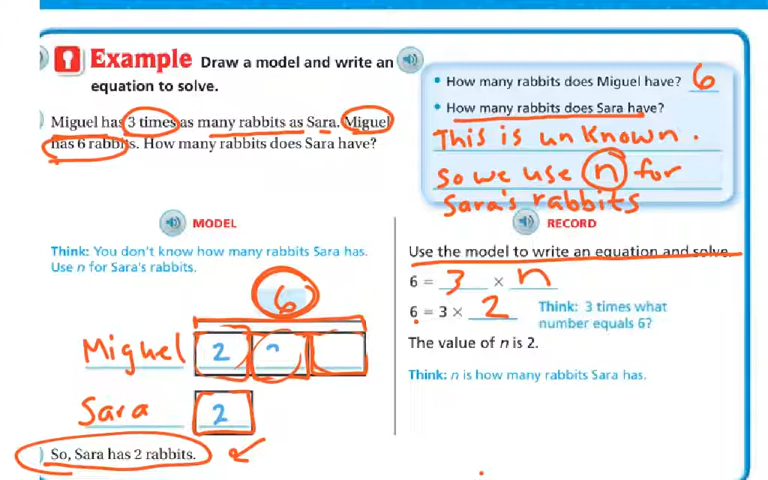 Example Draw a model and write an
equation to solve.
Miguel has 3 times as many rabbits as Sara. Miguel
has 6 rabbits. How many rabbits does Sara have?
• How many rabbits does Miguel have? 6
• How many rabbits does Sara have?
This is unknown.
So we use n for
Sara's rabbits
MODEL
Think: You don't know how many rabbits Sara has.
Use n for Sara's rabbits.
6
Miguel 2
Sara 2
So, Sara has 2 rabbits.
RECORD
Use the model to write an equation and solve.
6 = 3 × n
6 = 3 × 2 Think: 3 times what
number equals 6?
The value of n is 2.
Think: n is how many rabbits Sara has.